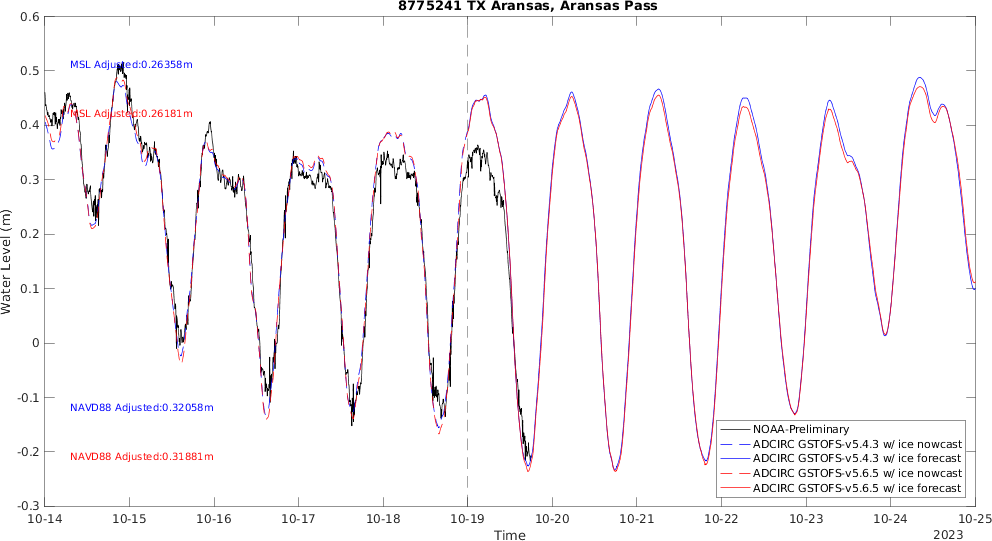 8775241 TX Aransas, Aransas Pass
0.6
0.5
0.4
0.3
0.2
0.1
0
-0.1
-0.2
-0.3
Water Level (m)
MSL Adjusted:0.26358m
MSL Adjusted:0.26181m
NAVD88 Adjusted:0.32058m
NAVD88 Adjusted:0.31881m
NOAA-Preliminary
ADCIRC GSTOFS-v5.4.3 w/ ice nowcast
ADCIRC GSTOFS-v5.4.3 w/ ice forecast
ADCIRC GSTOFS-v5.6.5 w/ ice nowcast
ADCIRC GSTOFS-v5.6.5 w/ ice forecast
10-14 10-15 10-16 10-17 10-18 10-19 10-20 10-21 10-22 10-23 10-24 10-25
Time
2023